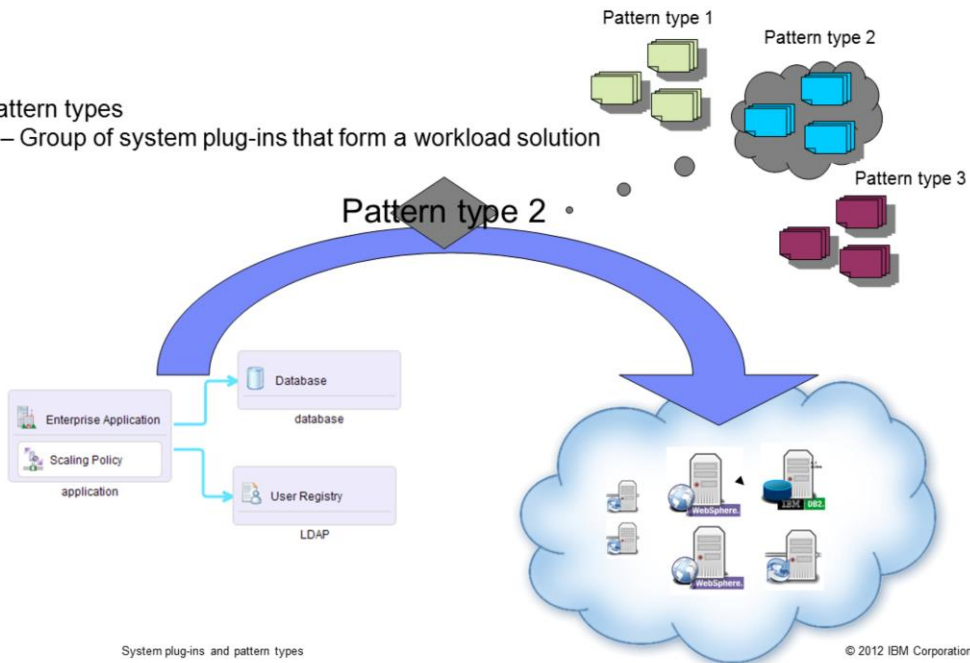 Pattern type 1
Pattern type 2
attern types
– Group of system plug-ins that form a workload solution
Pattern type 3
Pattern type 2
Database
database
Enterprise Application
Scaling Policy
application
User Registry
LDAP
WebSphere.
IBM DB2.
WebSphere.
System plug-ins and pattern types
© 2012 IBM Corporation